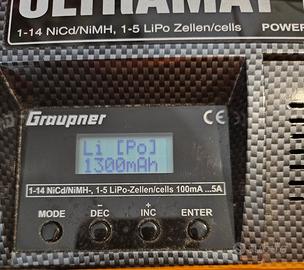 ULTRAMAT
1-14 NiCd/NiMH, 1-5 LiPo Zellen/cells POWER
Graupner CE
Li [Po]
1300mAh
1-14 NiCd/NiMH-, 1-5 LiPo-Zellen/cells 100mA ...5A
- +
MODE DEC INC ENTER